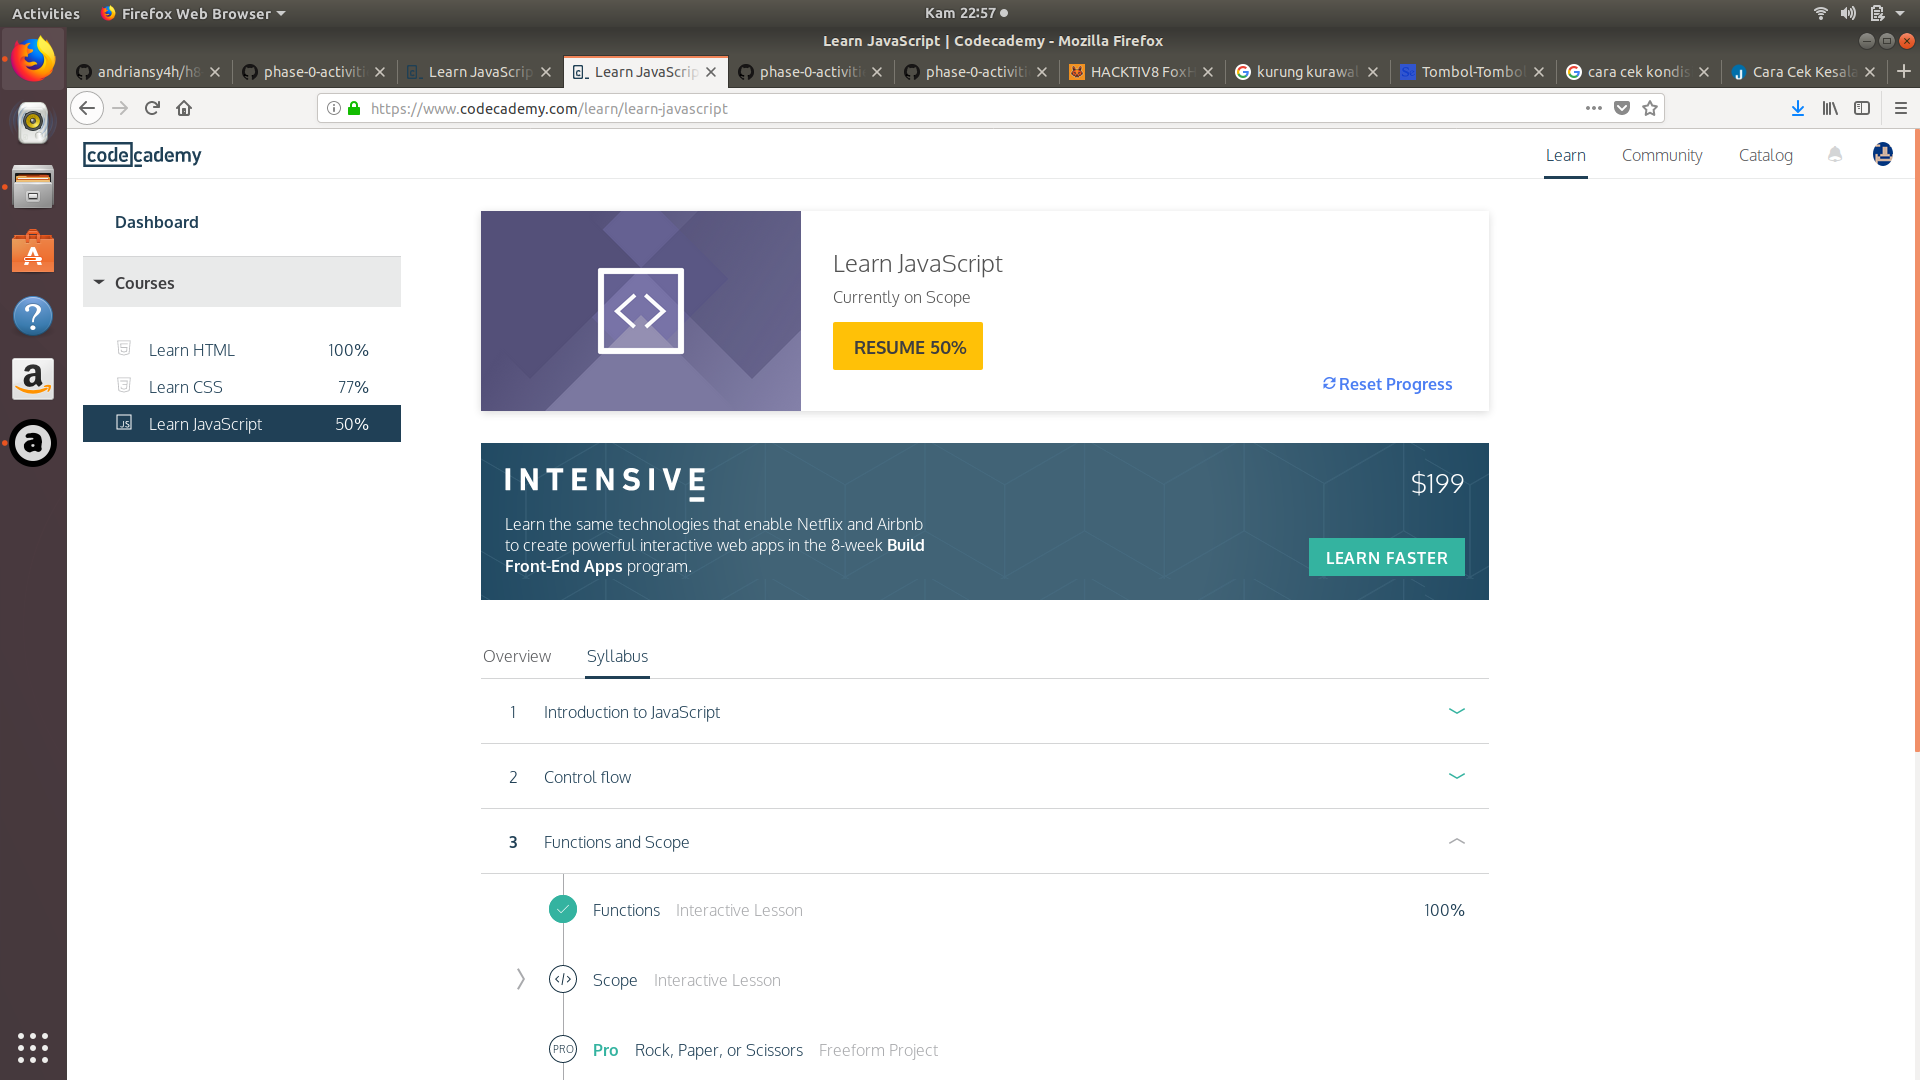 Activities
Firefox Web Browser
Kam 22:57
Learn JavaScript | Codecademy - Mozilla Firefox
andriansy4h/h8
phase-0-activiti
Learn JavaScrip
Learn JavaScrip
phase-0-activiti
phase-0-activiti
HACKTIV8 FoxH
kurung kurawal
Tombol-Tombol
cara cek kondis
Cara Cek Kesala
https://www.codecademy.com/learn/learn-javascript
codecademy
Learn
Community
Catalog
Dashboard
Courses
Learn HTML 100%
Learn CSS 77%
JS Learn JavaScript 50%
Learn JavaScript
Currently on Scope
RESUME 50%
Reset Progress
INTENSIVE
$199
Learn the same technologies that enable Netflix and Airbnb
to create powerful interactive web apps in the 8-week Build
Front-End Apps program.
LEARN FASTER
Overview
Syllabus
1 Introduction to JavaScript
2 Control flow
3 Functions and Scope
Functions Interactive Lesson 100%
Scope Interactive Lesson
PRO Pro Rock, Paper, or Scissors Freeform Project